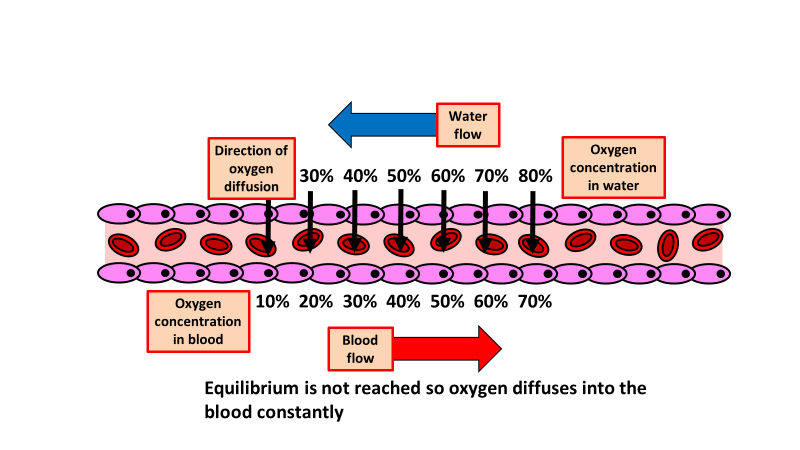 Water
flow
Direction of
oxygen
diffusion
Oxygen
concentration
in water
30% 40% 50% 60% 70% 80%
Oxygen
concentration
in blood
10% 20% 30% 40% 50% 60% 70%
Blood
flow
Equilibrium is not reached so oxygen diffuses into the
blood constantly